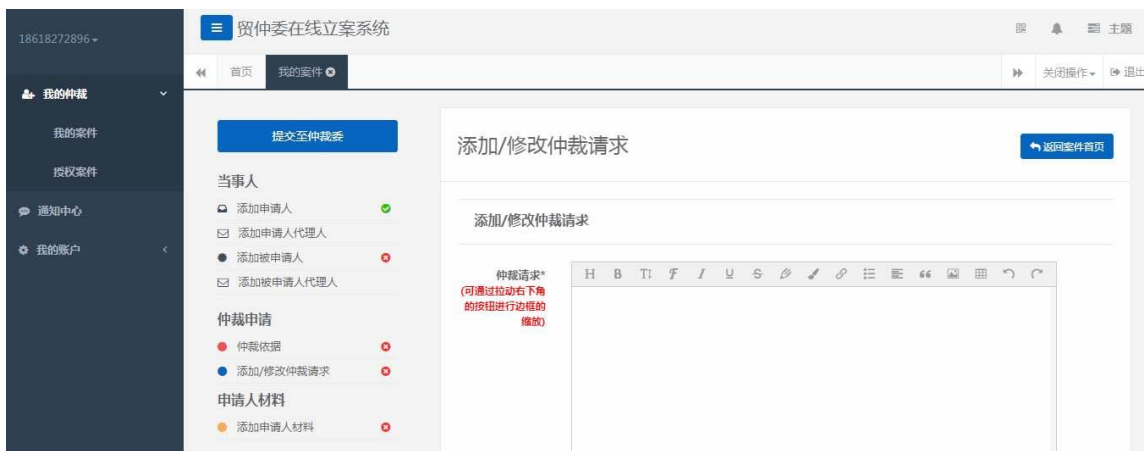 18618272896
贸仲委在线立案系统
主题
首页
我的案件
关闭操作
退出
我的仲裁
我的案件
授权案件
通知中心
我的账户
提交至仲裁委
当事人
添加申请人
添加申请人代理人
添加被申请人
添加被申请人代理人
仲裁申请
仲裁依据
添加/修改仲裁请求
申请人材料
添加申请人材料
添加/修改仲裁请求
返回案件首页
添加/修改仲裁请求
仲裁请求*
(可通过拉动右下角
的按钮进行边框的
缩放)